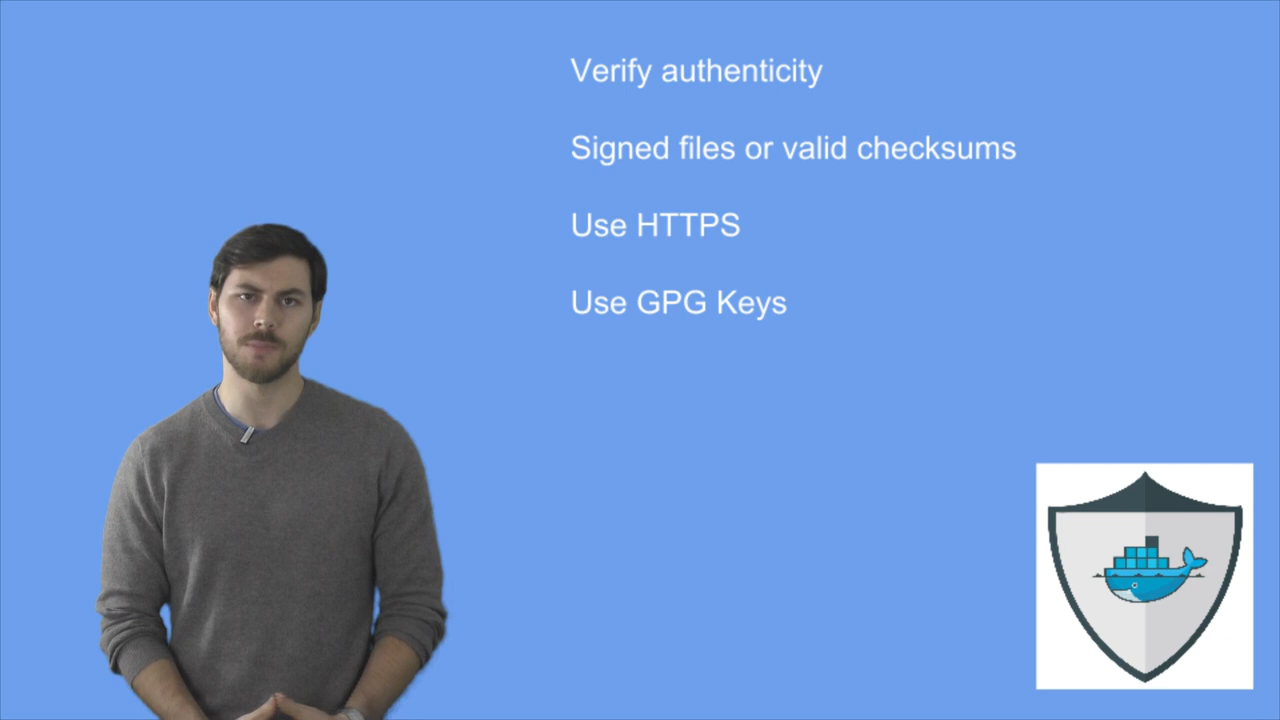 Verify authenticity
Signed files or valid checksums
Use HTTPS
Use GPG Keys